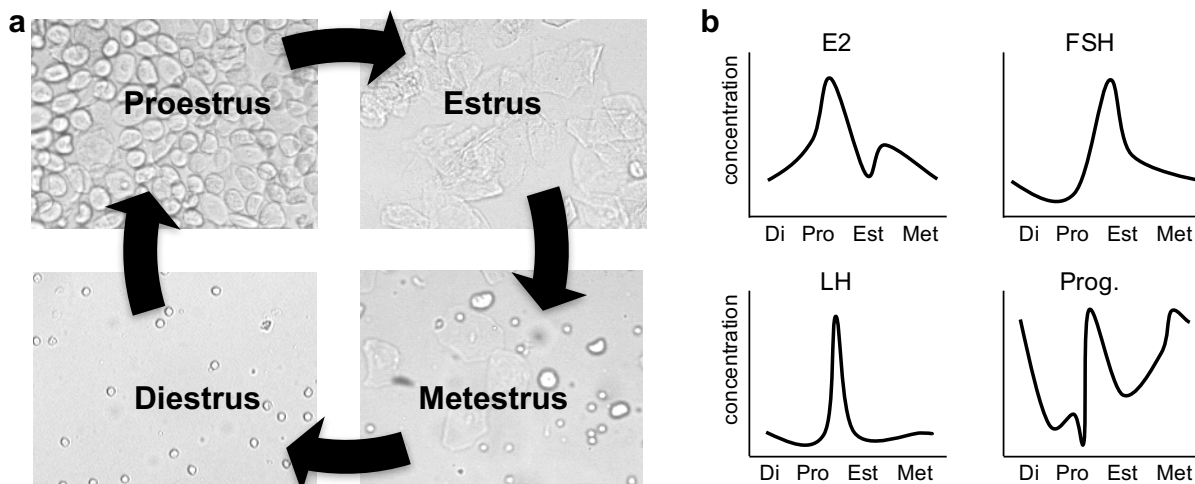 a
Proestrus
Estrus
Diestrus
Metestrus
b
E2
concentration
Di Pro Est Met
FSH
Di Pro Est Met
LH
concentration
Di Pro Est Met
Prog.
Di Pro Est Met